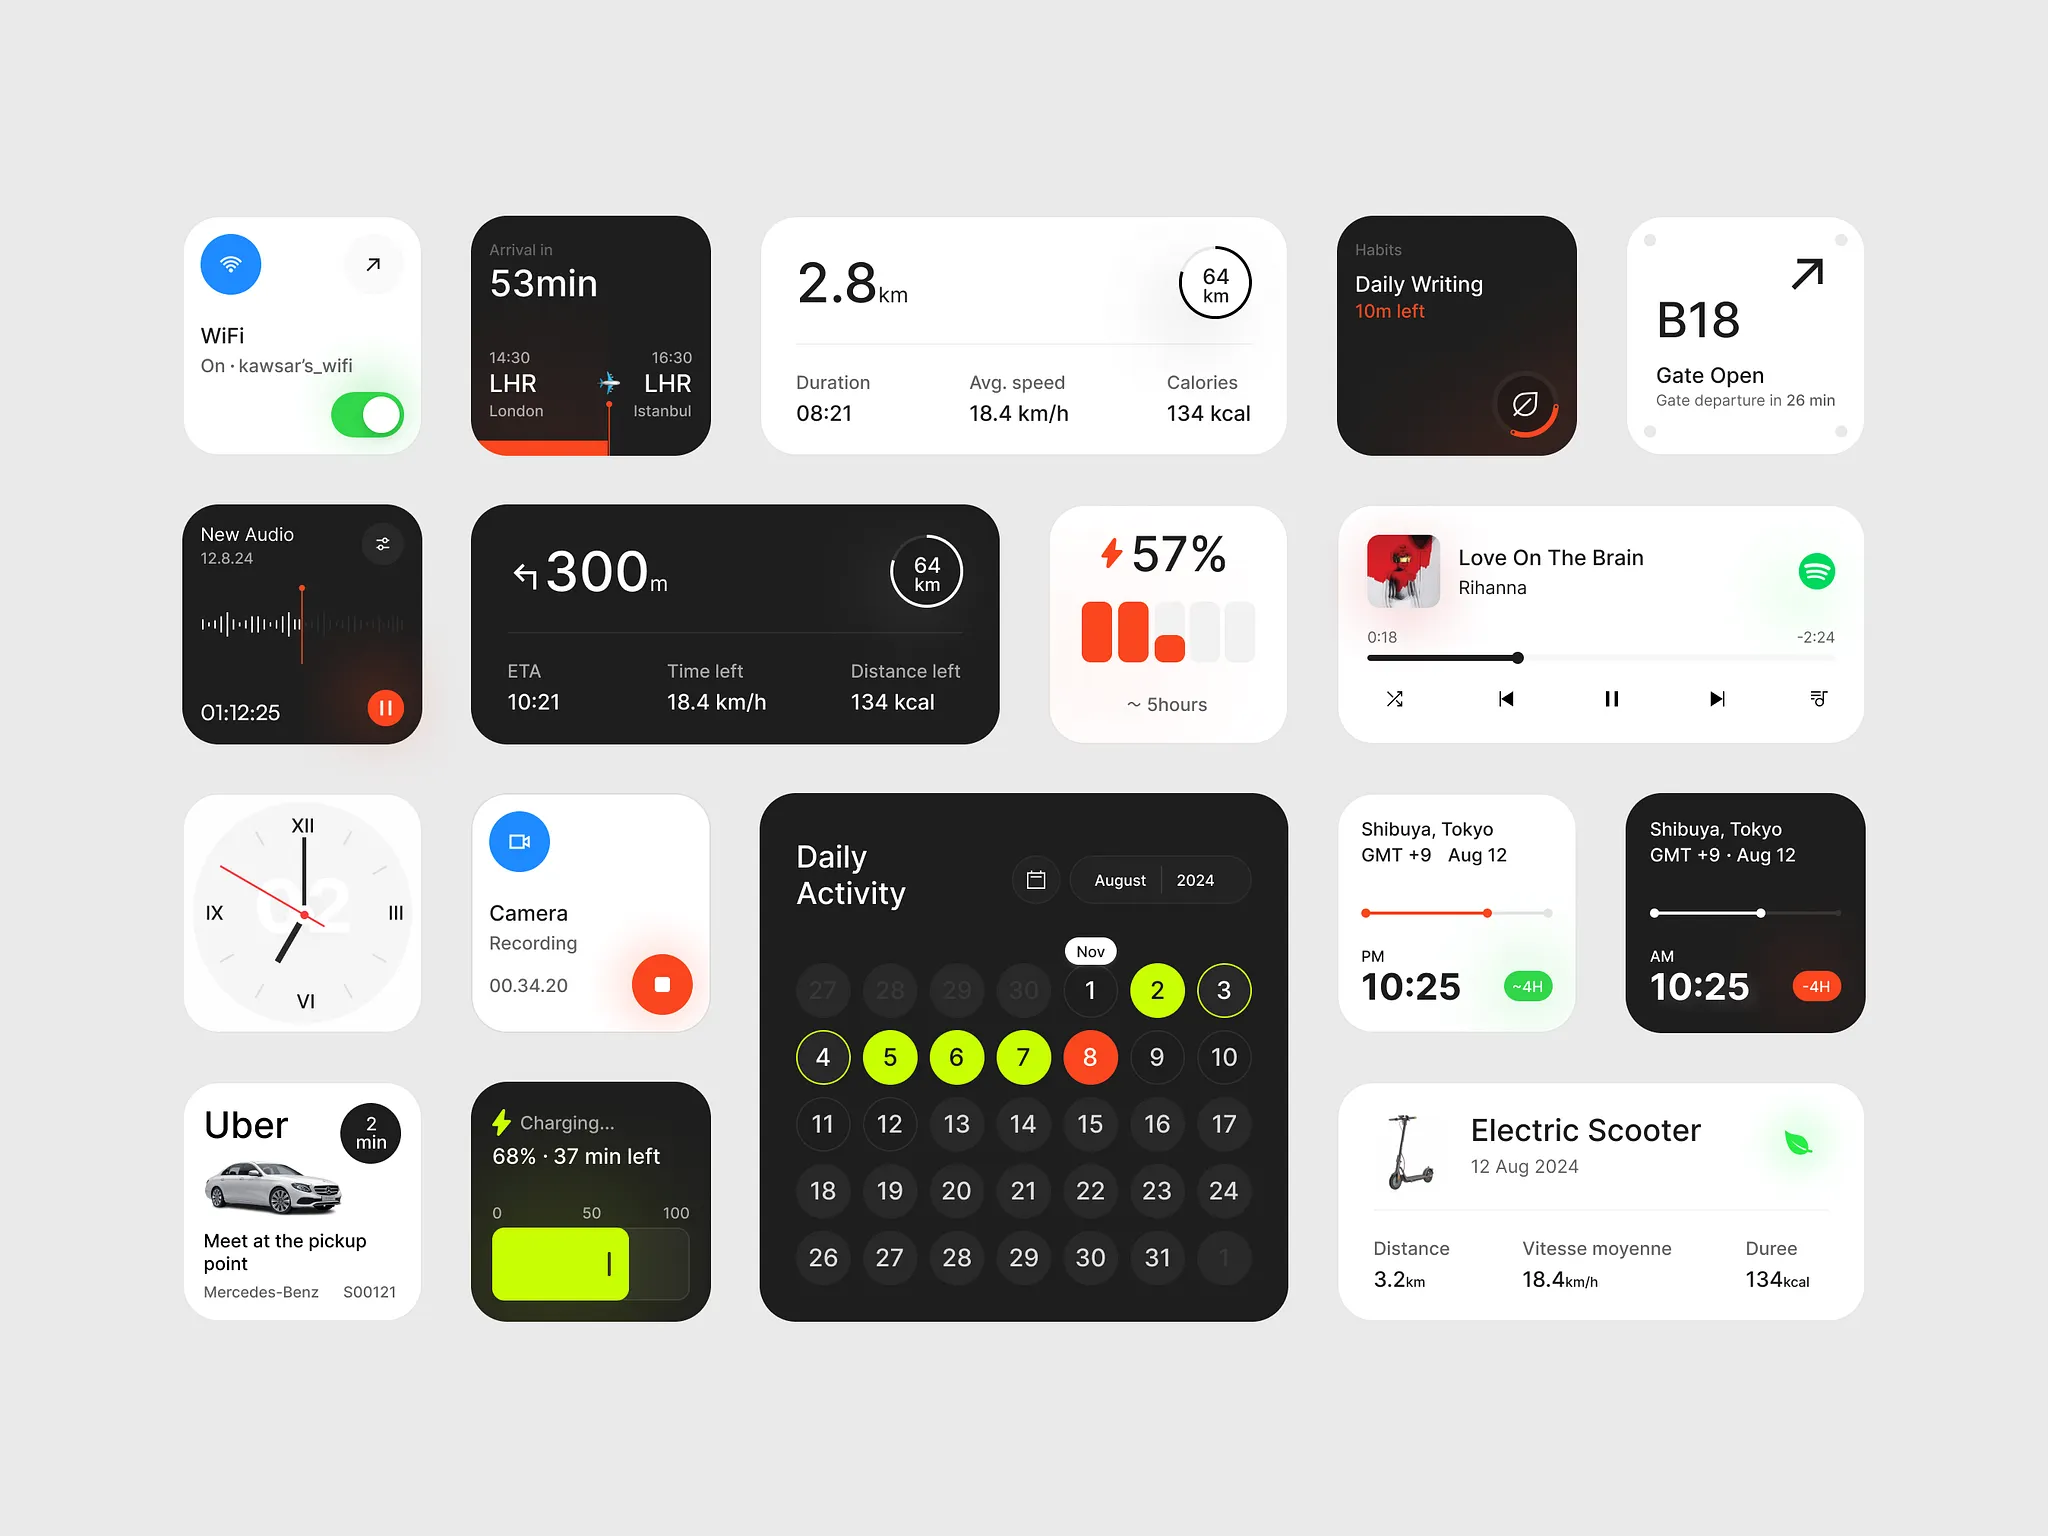 WiFi
On · kawsar's_wifi
Arrival in
53min
14:30
LHR
London
16:30
LHR
Istanbul
2.8km
64
km
Duration
08:21
Avg. speed
18.4 km/h
Calories
134 kcal
Habits
Daily Writing
10m left
B18
Gate Open
Gate departure in 26 min
New Audio
12.8.24
01:12:25
300m
64
km
ETA
10:21
Time left
18.4 km/h
Distance left
134 kcal
57%
~ 5hours
Love On The Brain
Rihanna
0:18
-2:24
XII
IX
02
III
VI
Camera
Recording
00.34.20
Daily
Activity
August
2024
Nov
27 28 29 30 1 2 3
4 5 6 7 8 9 10
11 12 13 14 15 16 17
18 19 20 21 22 23 24
26 27 28 29 30 31 1
Shibuya, Tokyo
GMT +9 Aug 12
PM
10:25
~4H
Shibuya, Tokyo
GMT +9 · Aug 12
AM
10:25
-4H
Uber
2
min
Meet at the pickup
point
Mercedes-Benz
S00121
Charging...
68% · 37 min left
0
50
100
Electric Scooter
12 Aug 2024
Distance
3.2km
Vitesse moyenne
18.4km/h
Duree
134kcal